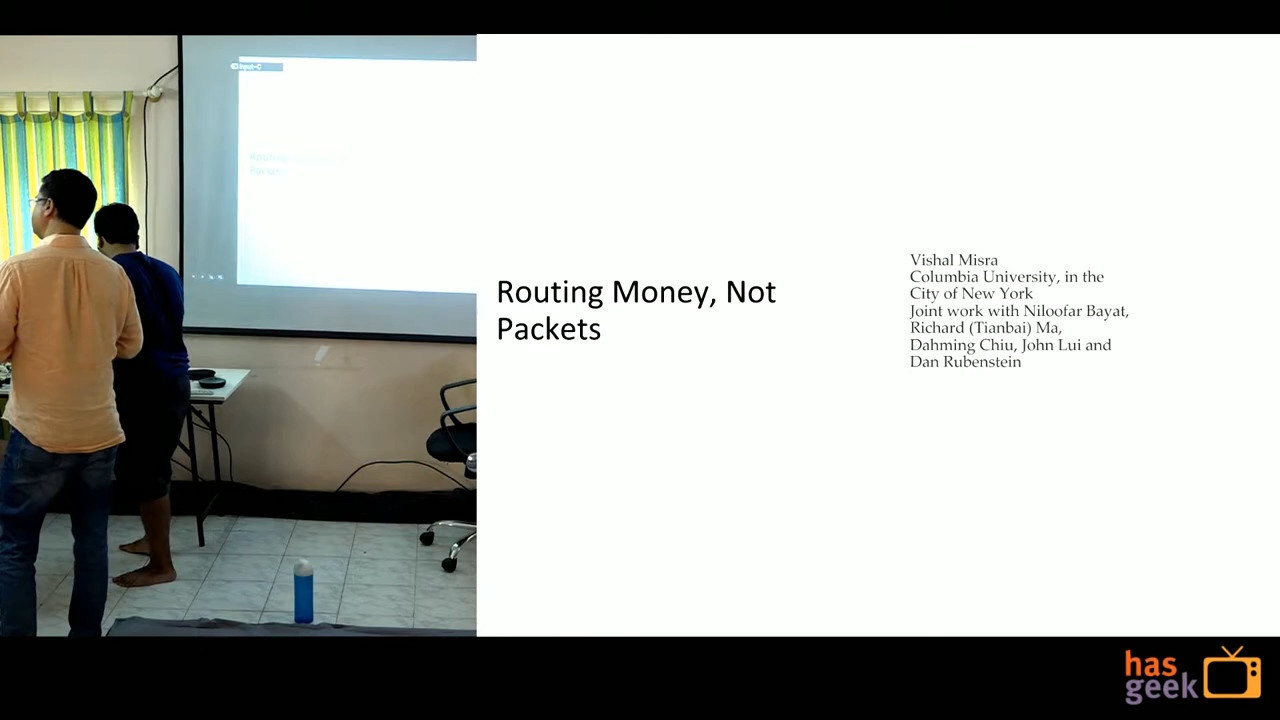 Input-C
Routing Money, Not
Packets
Vishal Misra
Columbia University, in the
City of New York
Joint work with Niloofar Bayat,
Richard (Tianbai) Ma,
Dahming Chiu, John Lui and
Dan Rubenstein
has
geek